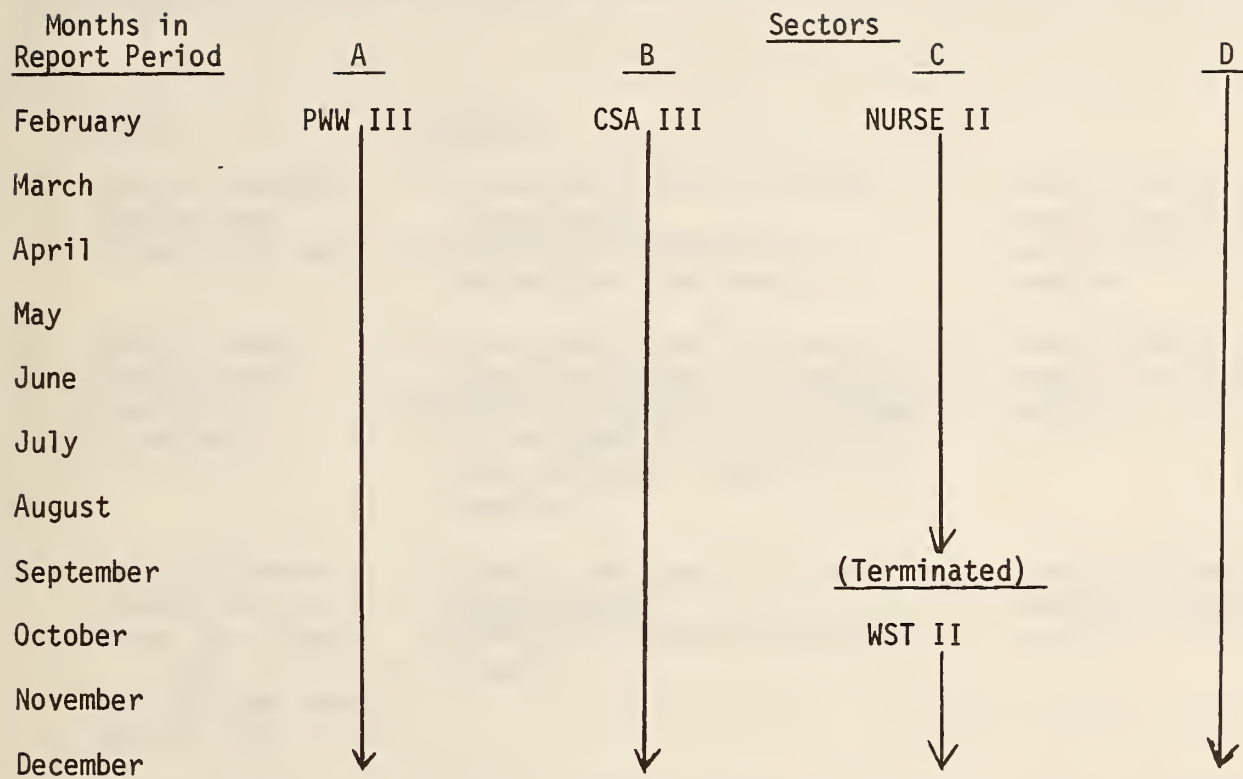 Months in Sectors
Report Period A B C D
February PWW III CSA III NURSE II
March
April
May
June
July
August
September (Terminated)
October WST II
November
December